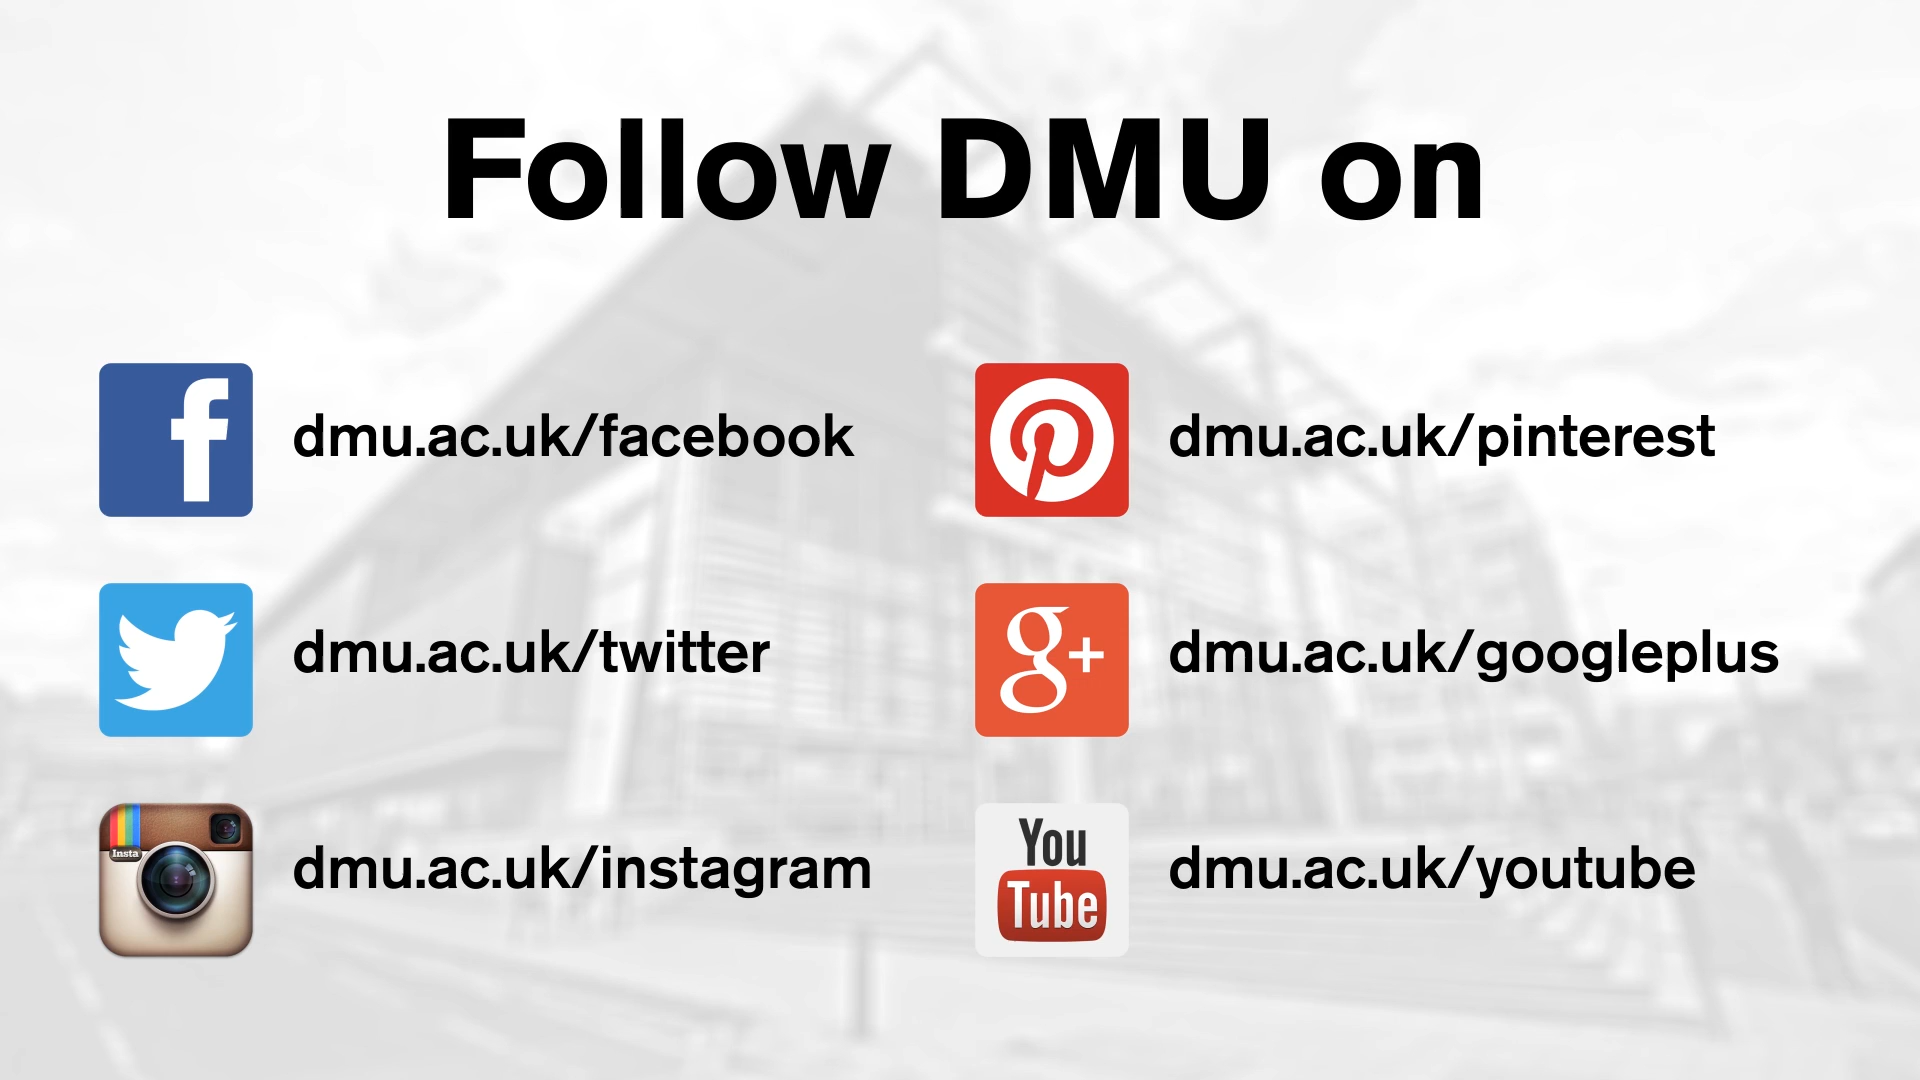 Follow DMU on
dmu.ac.uk/facebook
dmu.ac.uk/twitter
Insta
dmu.ac.uk/instagram
dmu.ac.uk/pinterest
g+
dmu.ac.uk/googleplus
You
Tube
dmu.ac.uk/youtube